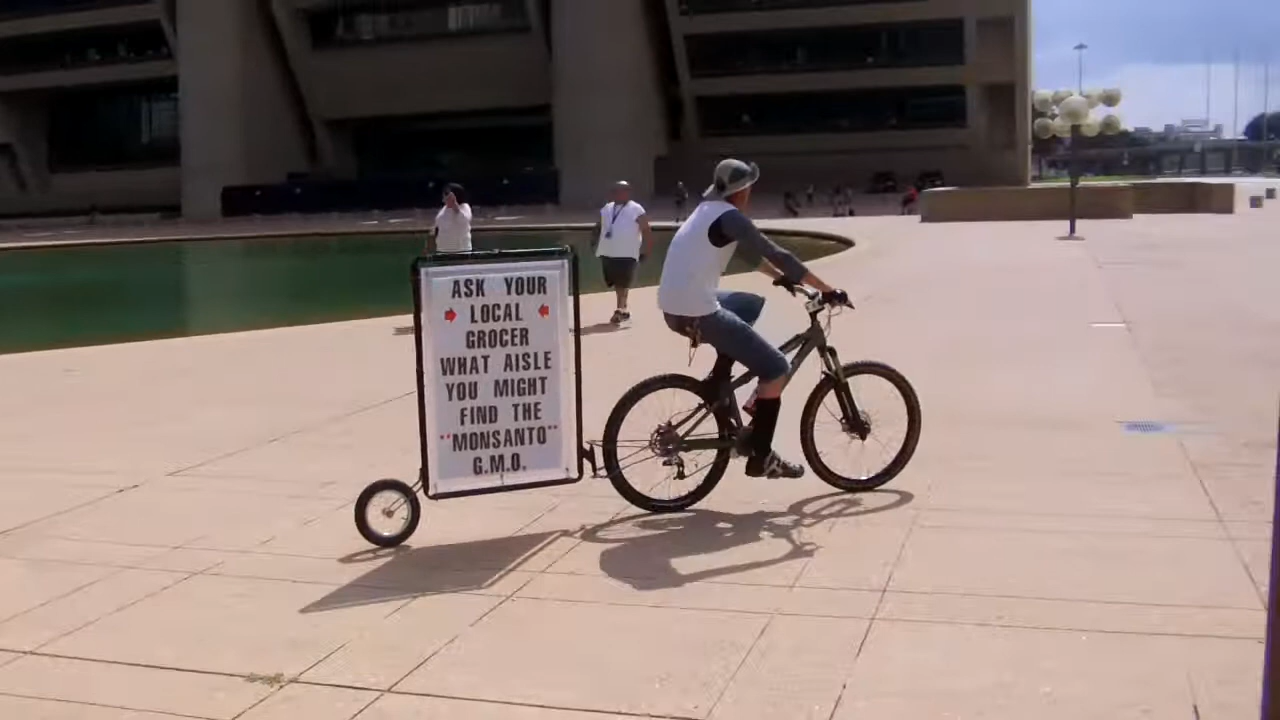 ASK YOUR
LOCAL
GROCER
WHAT AISLE
YOU MIGHT
FIND THE
"MONSANTO"
G.M.O.